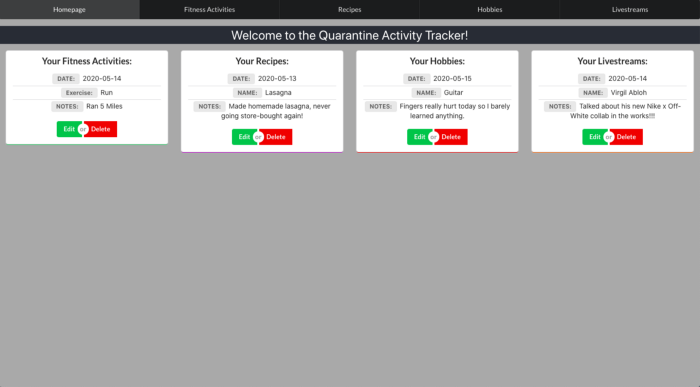 Homepage Fitness Activities Recipes Hobbies Livestreams
Welcome to the Quarantine Activity Tracker!
Your Fitness Activities:
DATE: 2020-05-14
Exercise: Run
NOTES: Ran 5 Miles
Edit or Delete
Your Recipes:
DATE: 2020-05-13
NAME: Lasagna
NOTES: Made homemade lasagna, never
going store-bought again!
Edit or Delete
Your Hobbies:
DATE: 2020-05-15
NAME: Guitar
NOTES: Fingers really hurt today so I barely
learned anything.
Edit or Delete
Your Livestreams:
DATE: 2020-05-14
NAME: Virgil Abloh
NOTES: Talked about his new Nike x Off-
White collab in the works!!!
Edit or Delete